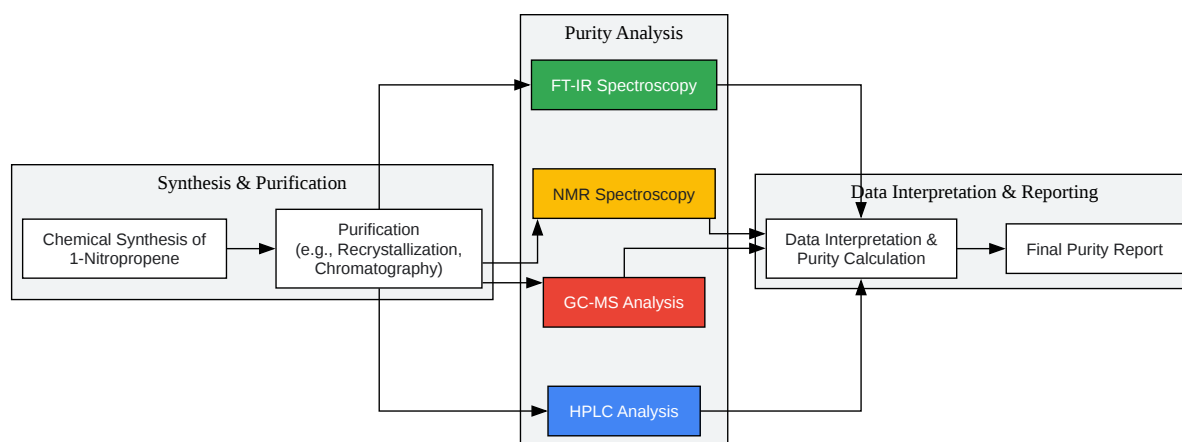 Purity Analysis
FT-IR Spectroscopy
Synthesis & Purification
NMR Spectroscopy
Data Interpretation & Reporting
Chemical Synthesis of
1-Nitropropene
Purification
(e.g., Recrystallization,
Chromatography)
Data Interpretation &
Purity Calculation
Final Purity Report
GC-MS Analysis
HPLC Analysis